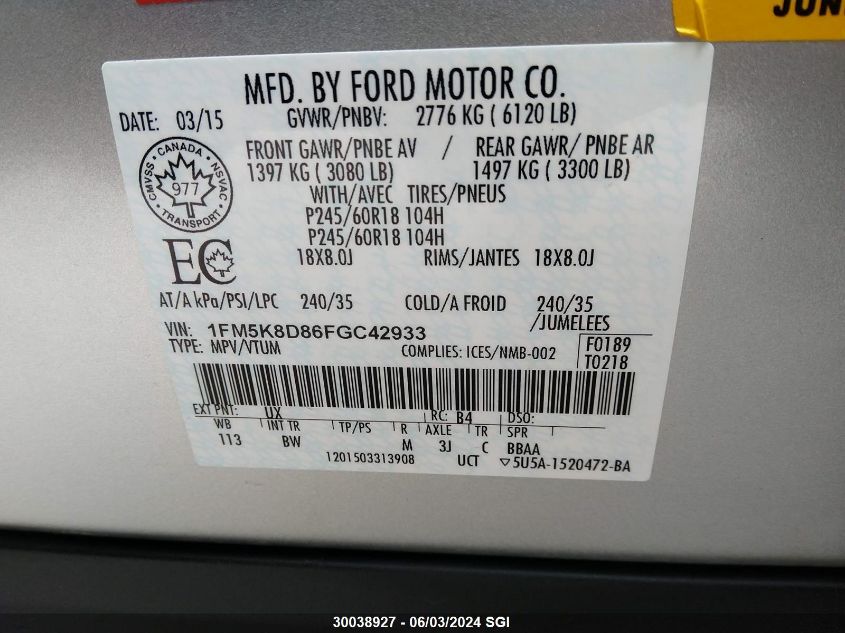 JUN
MFD. BY FORD MOTOR CO.
DATE: 03/15 GVWR/PNBV: 2776 KG ( 6120 LB)
FRONT GAWR/PNBE AV / REAR GAWR/ PNBE AR
1397 KG ( 3080 LB) 1497 KG ( 3300 LB)
CANADA
CMVSS 977 NSVAC
TRANSPORT
WITH/AVEC TIRES/PNEUS
P245/60R18 104H
P245/60R18 104H
EC
18X8.0J RIMS/JANTES 18X8.0J
AT/A kPa/PSI/LPC 240/35 COLD/A FROID 240/35
/JUMELEES
VIN: 1FM5K8D86FGC42933
TYPE: MPV/VTUM COMPLIES: ICES/NMB-002
F0189
T0218
EXT PNT: UX RC: B4 DSO:
WB INT TR TP/PS R AXLE TR SPR
113 BW M 3J C BBAA
1201503313908 UCT ▽5U5A-1520472-BA
30038927 - 06/03/2024 SGI